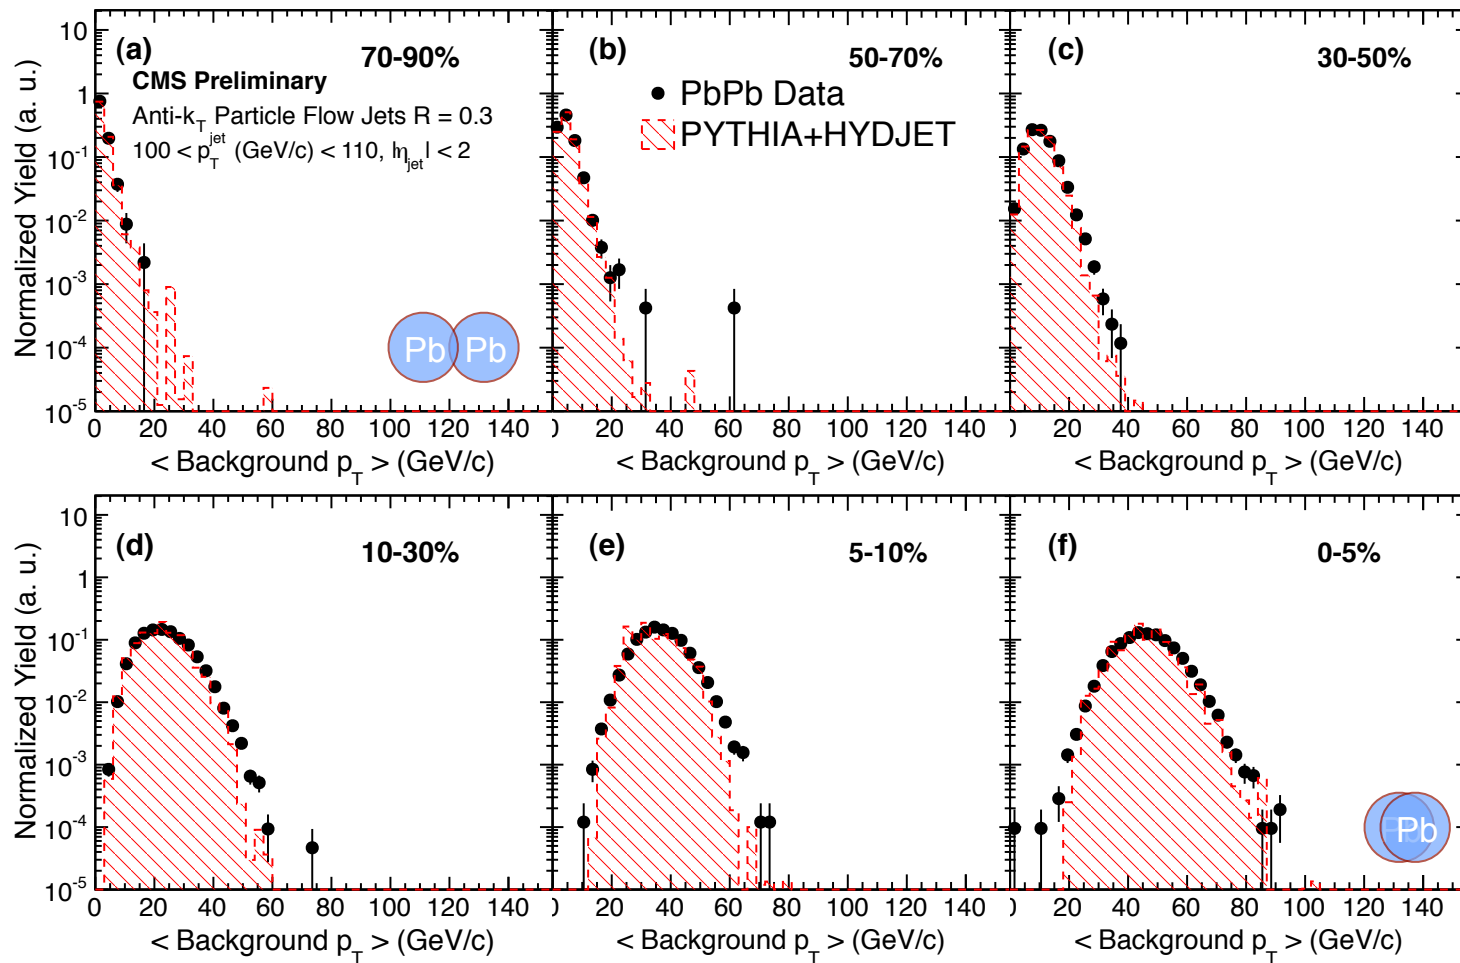 (a) 70-90%
CMS Preliminary
Anti-k_T Particle Flow Jets R = 0.3
100 < p_T^jet (GeV/c) < 110, |η_jet| < 2
10
1
10^-1
10^-2
10^-3
10^-4
10^-5
Normalized Yield (a. u.)
Pb Pb
0 20 40 60 80 100 120 140
< Background p_T > (GeV/c)
(b) 50-70%
PbPb Data
PYTHIA+HYDJET
0 20 40 60 80 100 120 140
< Background p_T > (GeV/c)
(c) 30-50%
0 20 40 60 80 100 120 140
< Background p_T > (GeV/c)
(d) 10-30%
10
1
10^-1
10^-2
10^-3
10^-4
10^-5
Normalized Yield (a. u.)
0 20 40 60 80 100 120 140
< Background p_T > (GeV/c)
(e) 5-10%
0 20 40 60 80 100 120 140
< Background p_T > (GeV/c)
(f) 0-5%
Pb Pb
0 20 40 60 80 100 120 140
< Background p_T > (GeV/c)